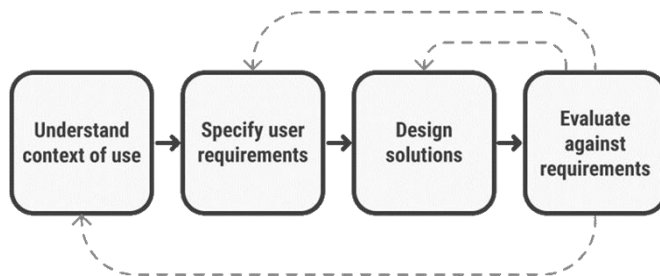 Understand
context of use
Specify user
requirements
Design
solutions
Evaluate
against
requirements